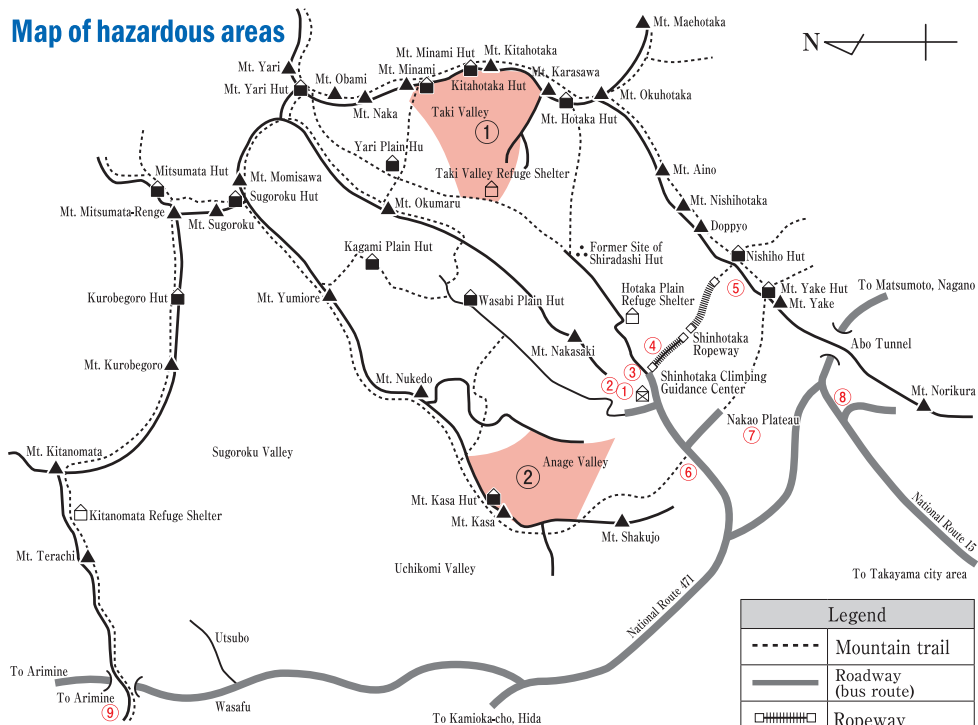 Map of hazardous areas
N
Mt. Maehotaka
Mt. Minami Hut
Mt. Kitahotaka
Mt. Yari
Mt. Minami
Mt. Obami
Kitahotaka Hut
Mt. Karasawa
Mt. Yari Hut
Mt. Okuhotaka
Mt. Naka
Taki Valley
Mt. Hotaka Hut
①
Yari Plain Hu
Mitsumata Hut
Mt. Momisawa
Taki Valley Refuge Shelter
Mt. Aino
Sugoroku Hut
Mt. Mitsumata-Renge
Mt. Okumaru
Mt. Nishihotaka
Mt. Sugoroku
Doppyo
Kagami Plain Hut
Former Site of
Shiradashi Hut
Nishiho Hut
Kurobegoro Hut
Mt. Yumiore
Wasabi Plain Hut
Hotaka Plain
Refuge Shelter
⑤
Mt. Yake Hut
Mt. Yake
To Matsumoto, Nagano
④
Shinhotaka
Ropeway
Abo Tunnel
Mt. Nakasaki
Mt. Kurobegoro
③
Mt. Nukedo
②
①
Shinhotaka Climbing
Guidance Center
⑧
Mt. Norikura
Nakao Plateau
⑦
Mt. Kitanomata
Sugoroku Valley
Anage Valley
②
⑥
Mt. Kasa Hut
Mt. Kasa
Kitanomata Refuge Shelter
Mt. Shakujo
National Route 15
Mt. Terachi
Uchikomi Valley
To Takayama city area
National Route 471
Legend
Utsubo
Mountain trail
To Arimine
Roadway
(bus route)
To Arimine
⑨
Wasafu
To Kamioka-cho, Hida
Ropeway